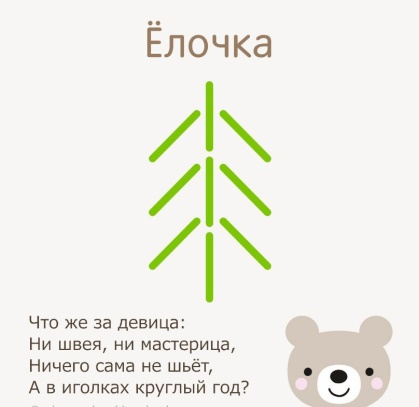 Ёлочка
Что же за девица:
Ни швея, ни мастерица,
Ничего сама не шьёт,
А в иголках круглый год?